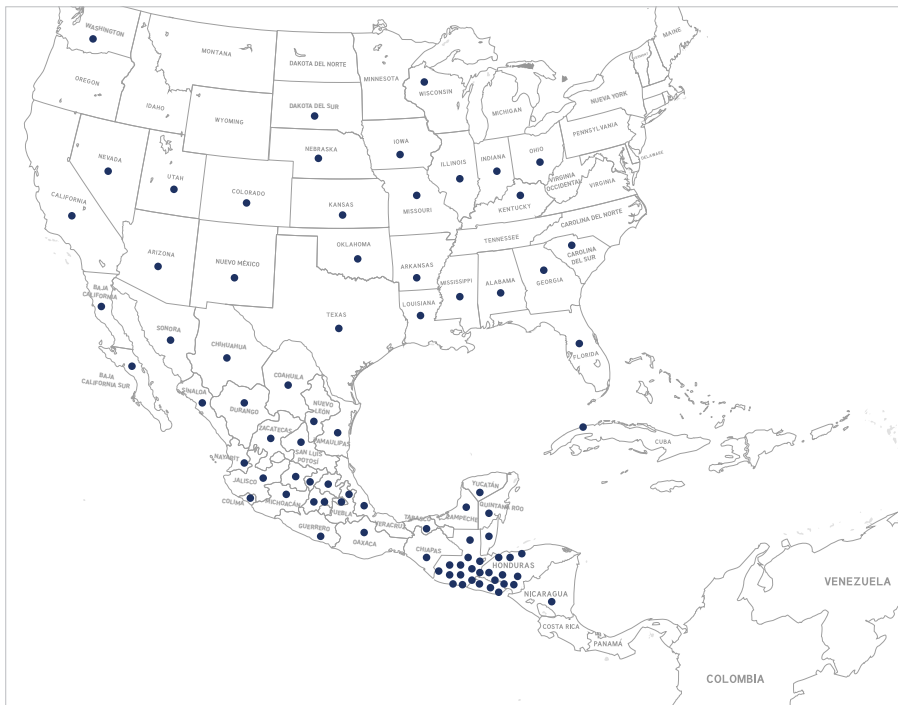 WASHINGTON
MAINE
MONTANA
DAKOTA DEL NORTE
MINNESOTA
OREGON
IDAHO
WISCONSIN
NUEVA YORK
DAKOTA DEL SUR
MICHIGAN
WYOMING
PENNSYLVANIA
NEBRASKA
IOWA
OHIO
DELAWARE
NEVADA
ILLINOIS
INDIANA
UTAH
VIRGINIA
OCCIDENTAL
VIRGINIA
COLORADO
CALIFORNIA
KANSAS
MISSOURI
KENTUCKY
CAROLINA DEL NORTE
TENNESSEE
OKLAHOMA
CAROLINA
DEL SUR
ARIZONA
NUEVO MÉXICO
ARKANSAS
MISSISSIPPI
ALABAMA
GEORGIA
BAJA
CALIFORNIA
LOUISIANA
TEXAS
SONORA
CHIHUAHUA
FLORIDA
COAHUILA
BAJA
CALIFORNIA SUR
SINALOA
NUEVO
LEÓN
DURANGO
ZACATECAS
TAMAULIPAS
CUBA
SAN LUIS
POTOSÍ
NAYARIT
JALISCO
YUCATÁN
COLIMA
MICHOACÁN
PUEBLA
QUINTANA ROO
TABASCO
CAMPECHE
GUERRERO
VERACRUZ
OAXACA
CHIAPAS
HONDURAS
VENEZUELA
NICARAGUA
COSTA RICA
PANAMÁ
COLOMBÍA